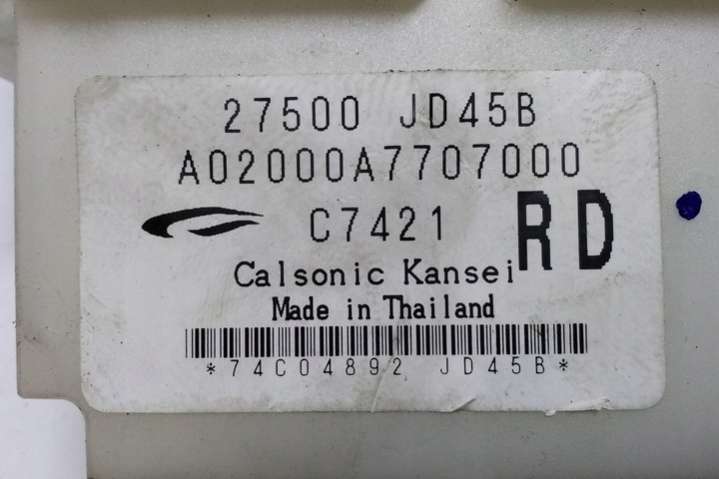 27500 JD45B
A02000A7707000
C7421 RD
Calsonic Kansei
Made in Thailand
*74C04892 JD45B*